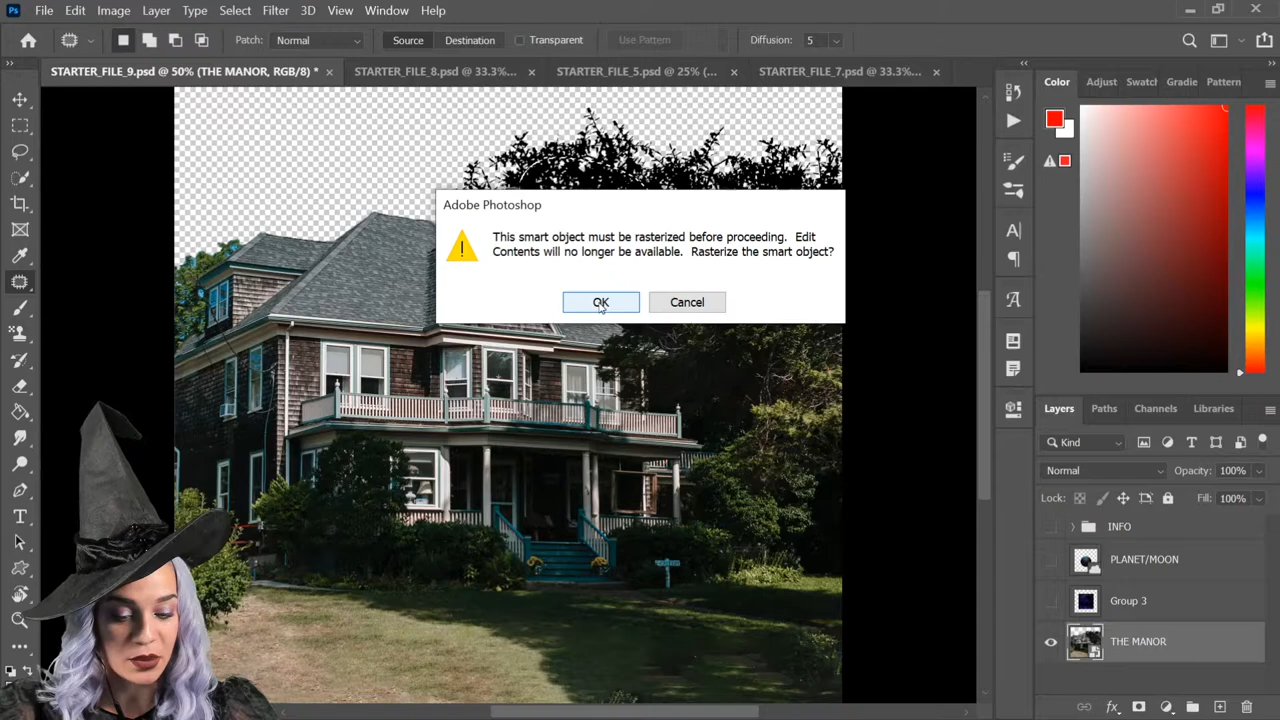 Ps File Edit Image Layer Type Select Filter 3D View Window Help
Patch: Normal Source Destination Transparent Use Pattern Diffusion: 5
STARTER_FILE_9.psd @ 50% (THE MANOR, RGB/8) * × STARTER_FILE_8.psd @ 33.3%... × STARTER_FILE_5.psd @ 25% (... × STARTER_FILE_7.psd @ 33.3%... ×
Color Adjust Swatch Gradie Pattern
Adobe Photoshop
This smart object must be rasterized before proceeding. Edit
Contents will no longer be available. Rasterize the smart object?
OK Cancel
Layers Paths Channels Libraries
Kind
Normal Opacity: 100%
Lock: Fill: 100%
INFO
PLANET/MOON
Group 3
THE MANOR
fx